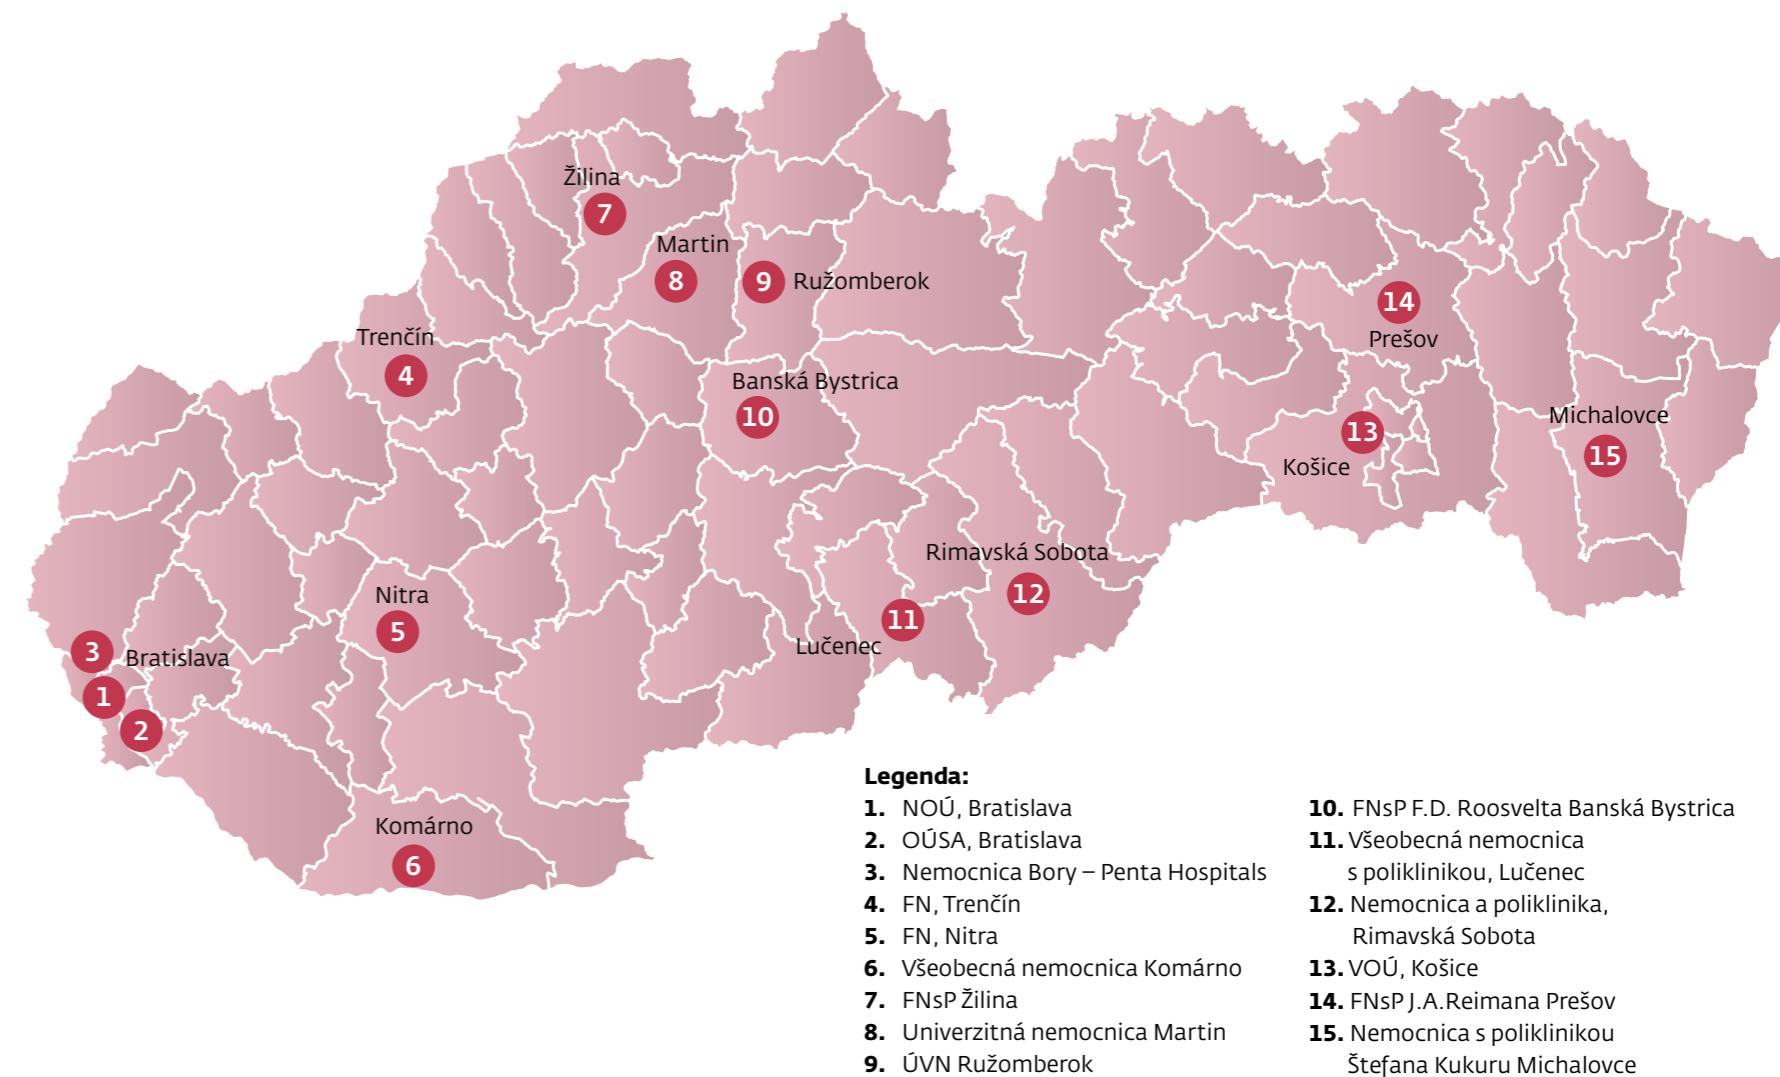 Žilina
7
Martin
8
9 Ružomberok
14
Prešov
Trenčín
4
Banská Bystrica
10
Michalovce
15
13
Košice
Rimavská Sobota
12
Nitra
5
11
Lučenec
3
Bratislava
1
2
Komárno
6
Legenda:
1. NOÚ, Bratislava
2. OÚSA, Bratislava
3. Nemocnica Bory – Penta Hospitals
4. FN, Trenčín
5. FN, Nitra
6. Všeobecná nemocnica Komárno
7. FNsP Žilina
8. Univerzitná nemocnica Martin
9. ÚVN Ružomberok
10. FNsP F.D. Roosvelta Banská Bystrica
11. Všeobecná nemocnica
s poliklinikou, Lučenec
12. Nemocnica a poliklinika,
Rimavská Sobota
13. VOÚ, Košice
14. FNsP J.A.Reimana Prešov
15. Nemocnica s poliklinikou
Štefana Kukuru Michalovce